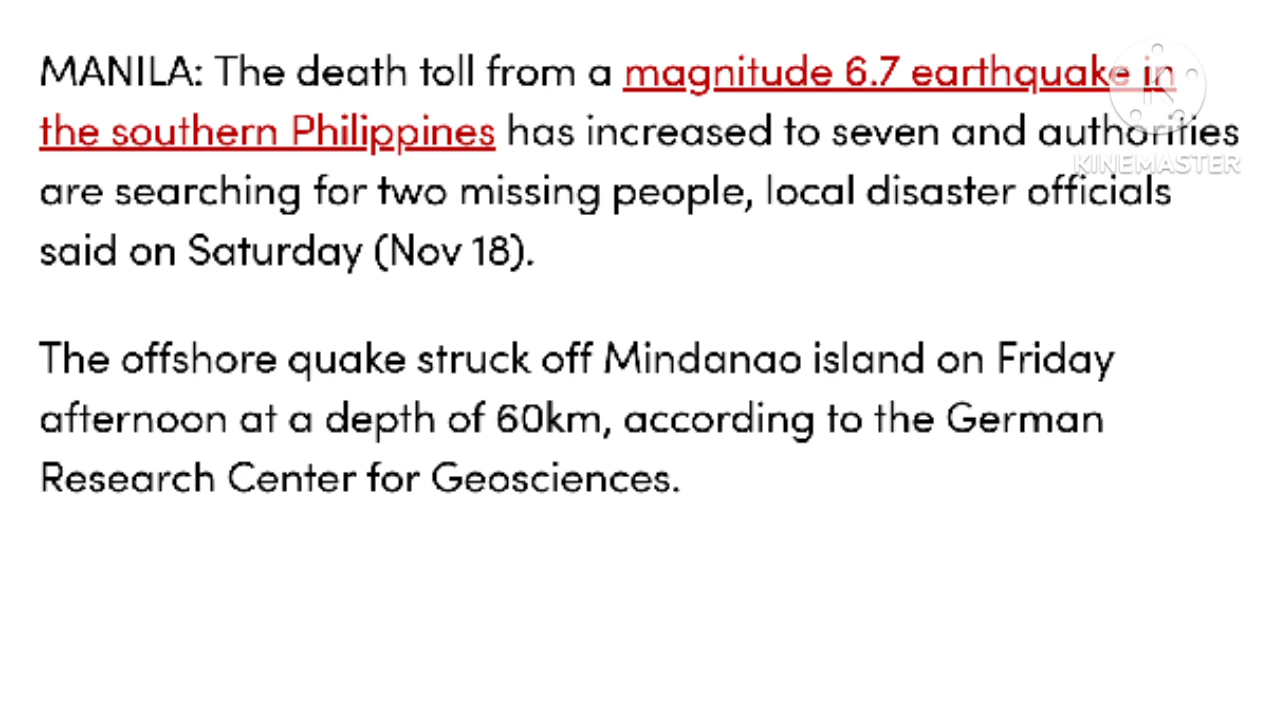 MANILA: The death toll from a magnitude 6.7 earthquake in
the southern Philippines has increased to seven and authorities
are searching for two missing people, local disaster officials
said on Saturday (Nov 18).
The offshore quake struck off Mindanao island on Friday
afternoon at a depth of 60km, according to the German
Research Center for Geosciences.
K
KINEMASTER